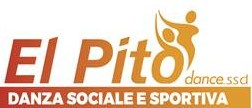 El Pito
dance.ssd
DANZA SOCIALE E SPORTIVA